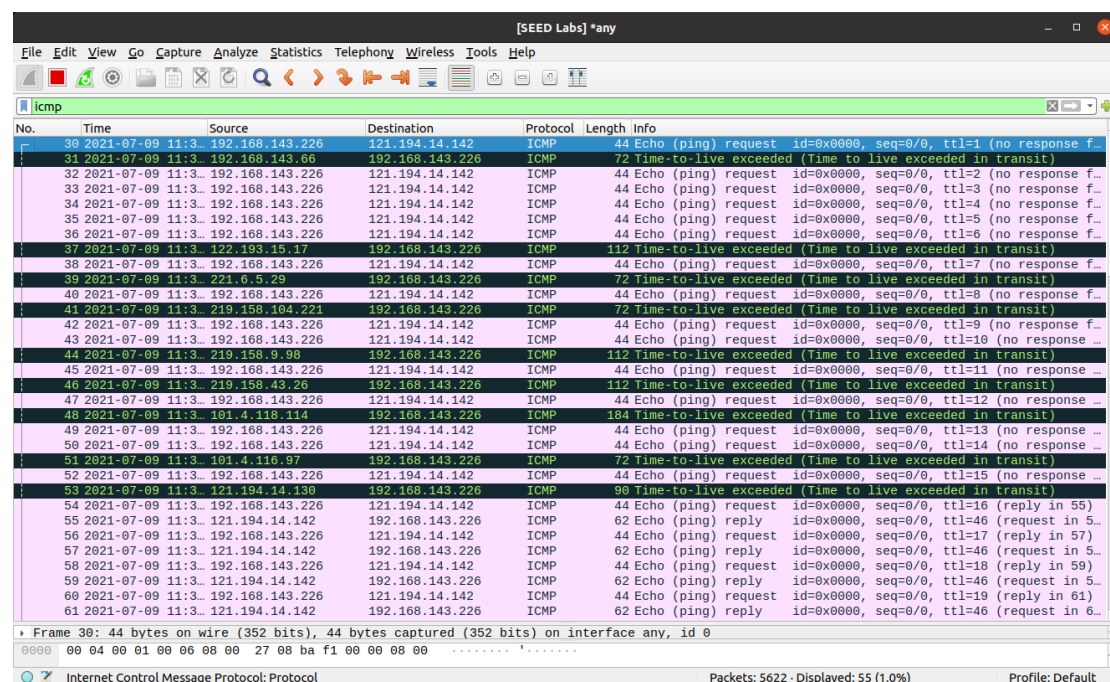 [SEED Labs] *any
File Edit View Go Capture Analyze Statistics Telephony Wireless Tools Help
icmp
No. Time Source Destination Protocol Length Info
30 2021-07-09 11:3… 192.168.143.226 121.194.14.142 ICMP 44 Echo (ping) request id=0x0000, seq=0/0, ttl=1 (no response f…
31 2021-07-09 11:3… 192.168.143.66 192.168.143.226 ICMP 72 Time-to-live exceeded (Time to live exceeded in transit)
32 2021-07-09 11:3… 192.168.143.226 121.194.14.142 ICMP 44 Echo (ping) request id=0x0000, seq=0/0, ttl=2 (no response f…
33 2021-07-09 11:3… 192.168.143.226 121.194.14.142 ICMP 44 Echo (ping) request id=0x0000, seq=0/0, ttl=3 (no response f…
34 2021-07-09 11:3… 192.168.143.226 121.194.14.142 ICMP 44 Echo (ping) request id=0x0000, seq=0/0, ttl=4 (no response f…
35 2021-07-09 11:3… 192.168.143.226 121.194.14.142 ICMP 44 Echo (ping) request id=0x0000, seq=0/0, ttl=5 (no response f…
36 2021-07-09 11:3… 192.168.143.226 121.194.14.142 ICMP 44 Echo (ping) request id=0x0000, seq=0/0, ttl=6 (no response f…
37 2021-07-09 11:3… 122.193.15.17 192.168.143.226 ICMP 112 Time-to-live exceeded (Time to live exceeded in transit)
38 2021-07-09 11:3… 192.168.143.226 121.194.14.142 ICMP 44 Echo (ping) request id=0x0000, seq=0/0, ttl=7 (no response f…
39 2021-07-09 11:3… 221.6.5.29 192.168.143.226 ICMP 72 Time-to-live exceeded (Time to live exceeded in transit)
40 2021-07-09 11:3… 192.168.143.226 121.194.14.142 ICMP 44 Echo (ping) request id=0x0000, seq=0/0, ttl=8 (no response f…
41 2021-07-09 11:3… 219.158.104.221 192.168.143.226 ICMP 72 Time-to-live exceeded (Time to live exceeded in transit)
42 2021-07-09 11:3… 192.168.143.226 121.194.14.142 ICMP 44 Echo (ping) request id=0x0000, seq=0/0, ttl=9 (no response f…
43 2021-07-09 11:3… 192.168.143.226 121.194.14.142 ICMP 44 Echo (ping) request id=0x0000, seq=0/0, ttl=10 (no response …
44 2021-07-09 11:3… 219.158.9.98 192.168.143.226 ICMP 112 Time-to-live exceeded (Time to live exceeded in transit)
45 2021-07-09 11:3… 192.168.143.226 121.194.14.142 ICMP 44 Echo (ping) request id=0x0000, seq=0/0, ttl=11 (no response …
46 2021-07-09 11:3… 219.158.43.26 192.168.143.226 ICMP 112 Time-to-live exceeded (Time to live exceeded in transit)
47 2021-07-09 11:3… 192.168.143.226 121.194.14.142 ICMP 44 Echo (ping) request id=0x0000, seq=0/0, ttl=12 (no response …
48 2021-07-09 11:3… 101.4.118.114 192.168.143.226 ICMP 184 Time-to-live exceeded (Time to live exceeded in transit)
49 2021-07-09 11:3… 192.168.143.226 121.194.14.142 ICMP 44 Echo (ping) request id=0x0000, seq=0/0, ttl=13 (no response …
50 2021-07-09 11:3… 192.168.143.226 121.194.14.142 ICMP 44 Echo (ping) request id=0x0000, seq=0/0, ttl=14 (no response …
51 2021-07-09 11:3… 101.4.116.97 192.168.143.226 ICMP 72 Time-to-live exceeded (Time to live exceeded in transit)
52 2021-07-09 11:3… 192.168.143.226 121.194.14.142 ICMP 44 Echo (ping) request id=0x0000, seq=0/0, ttl=15 (no response …
53 2021-07-09 11:3… 121.194.14.130 192.168.143.226 ICMP 90 Time-to-live exceeded (Time to live exceeded in transit)
54 2021-07-09 11:3… 192.168.143.226 121.194.14.142 ICMP 44 Echo (ping) request id=0x0000, seq=0/0, ttl=16 (reply in 55)
55 2021-07-09 11:3… 121.194.14.142 192.168.143.226 ICMP 62 Echo (ping) reply id=0x0000, seq=0/0, ttl=46 (request in 5…
56 2021-07-09 11:3… 192.168.143.226 121.194.14.142 ICMP 44 Echo (ping) request id=0x0000, seq=0/0, ttl=17 (reply in 57)
57 2021-07-09 11:3… 121.194.14.142 192.168.143.226 ICMP 62 Echo (ping) reply id=0x0000, seq=0/0, ttl=46 (request in 5…
58 2021-07-09 11:3… 192.168.143.226 121.194.14.142 ICMP 44 Echo (ping) request id=0x0000, seq=0/0, ttl=18 (reply in 59)
59 2021-07-09 11:3… 121.194.14.142 192.168.143.226 ICMP 62 Echo (ping) reply id=0x0000, seq=0/0, ttl=46 (request in 5…
60 2021-07-09 11:3… 192.168.143.226 121.194.14.142 ICMP 44 Echo (ping) request id=0x0000, seq=0/0, ttl=19 (reply in 61)
61 2021-07-09 11:3… 121.194.14.142 192.168.143.226 ICMP 62 Echo (ping) reply id=0x0000, seq=0/0, ttl=46 (request in 6…
Frame 30: 44 bytes on wire (352 bits), 44 bytes captured (352 bits) on interface any, id 0
0000 00 04 00 01 00 06 08 00 27 08 ba f1 00 00 08 00 ········ '·······
Internet Control Message Protocol: Protocol Packets: 5622 · Displayed: 55 (1.0%) Profile: Default